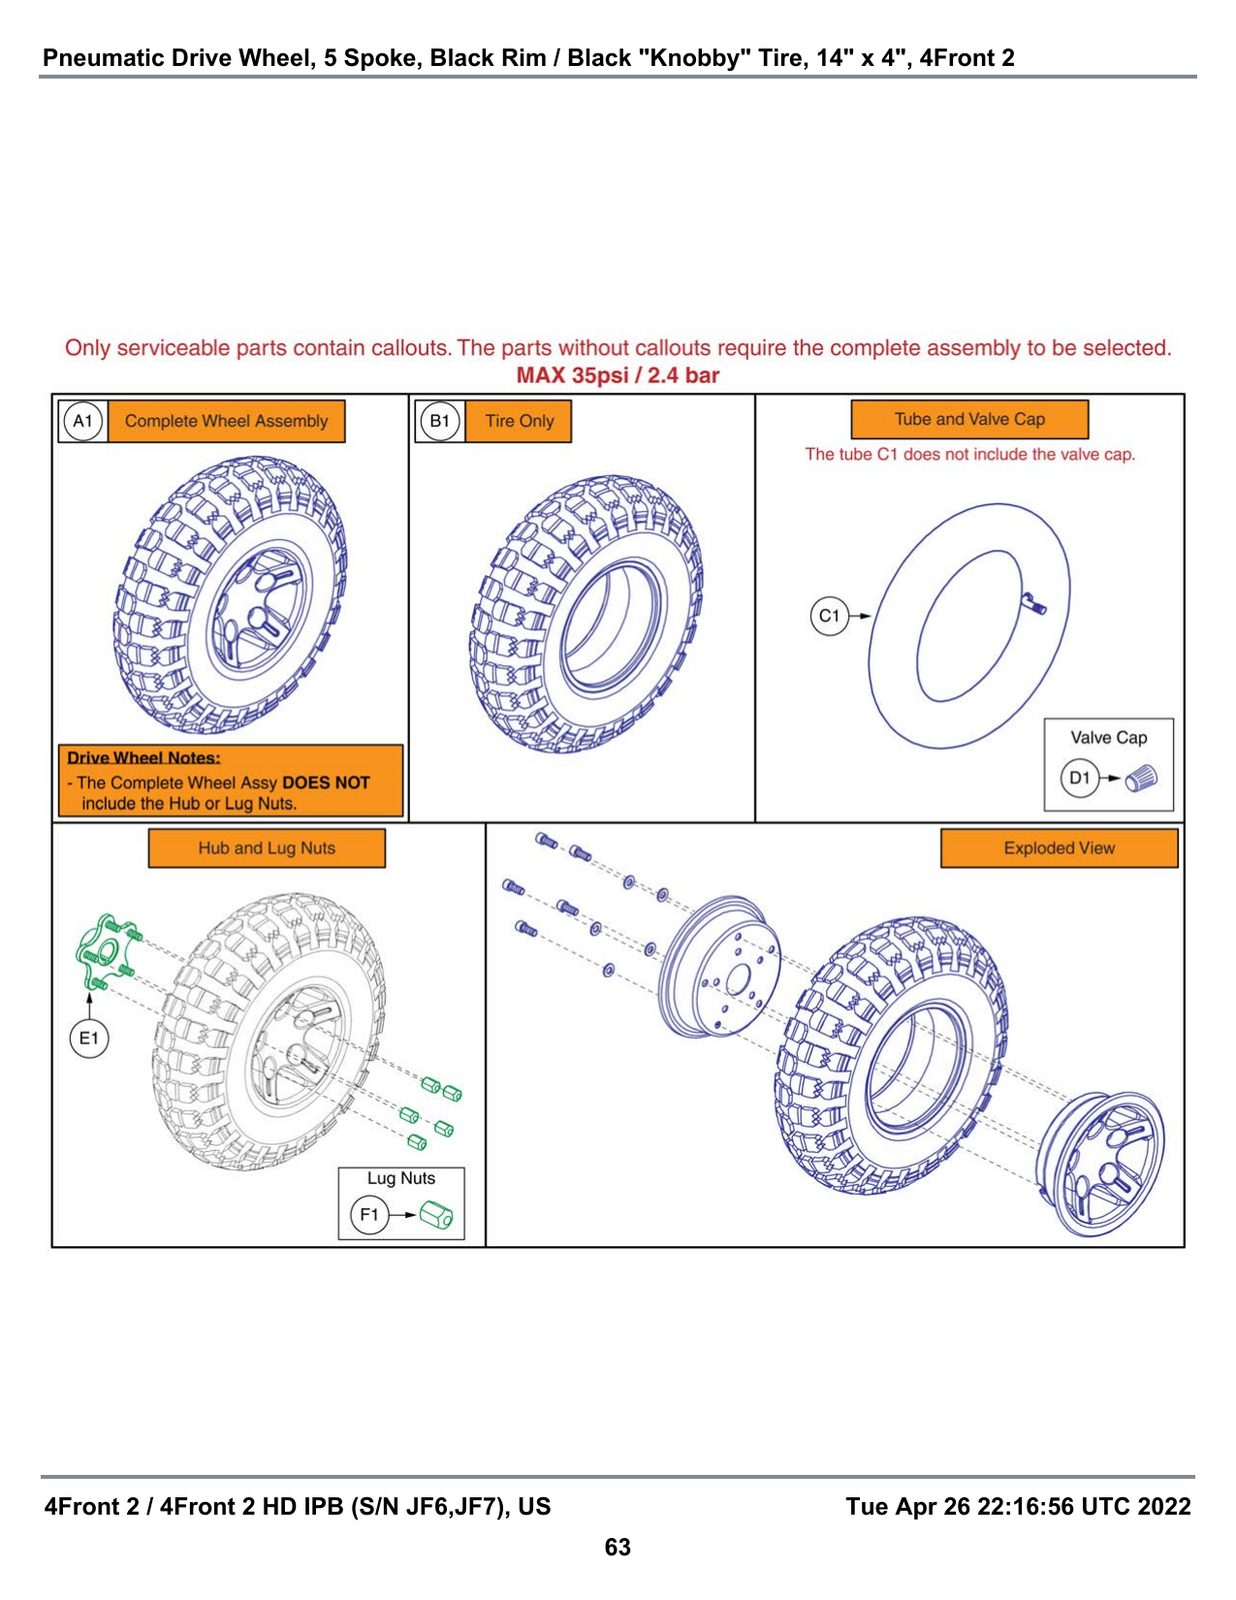 Pneumatic Drive Wheel, 5 Spoke, Black Rim / Black "Knobby" Tire, 14" x 4", 4Front 2
Only serviceable parts contain callouts. The parts without callouts require the complete assembly to be selected.
MAX 35psi / 2.4 bar
A1 Complete Wheel Assembly
B1 Tire Only
Tube and Valve Cap
The tube C1 does not include the valve cap.
C1
Valve Cap
D1
Drive Wheel Notes:
- The Complete Wheel Assy DOES NOT
include the Hub or Lug Nuts.
Hub and Lug Nuts
E1
Lug Nuts
F1
Exploded View
4Front 2 / 4Front 2 HD IPB (S/N JF6,JF7), US
Tue Apr 26 22:16:56 UTC 2022
63